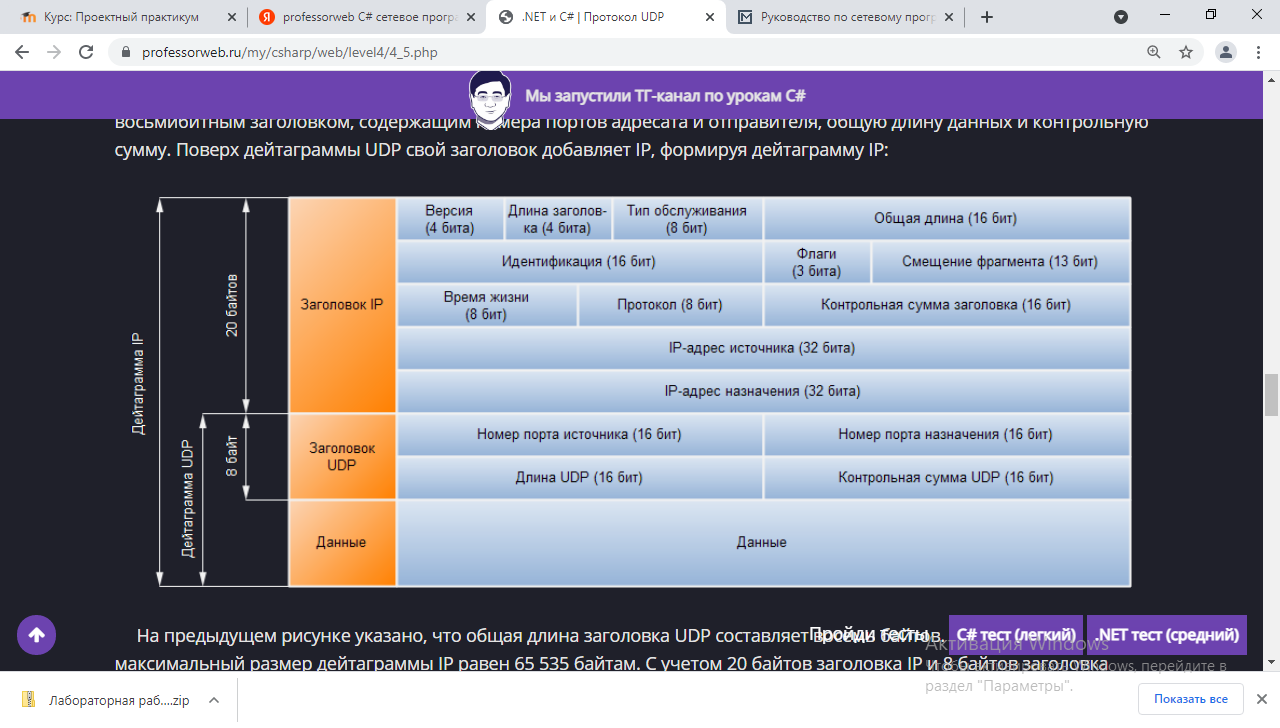 Курс: Проектный практикум
professorweb C# сетевое програ
.NET и C# | Протокол UDP
Руководство по сетевому прогр
professorweb.ru/my/csharp/web/level4/4_5.php
Мы запустили ТГ-канал по урокам C#
восьмибитным заголовком, содержащим номера портов адресата и отправителя, общую длину данных и контрольную
сумму. Поверх дейтаграммы UDP свой заголовок добавляет IP, формируя дейтаграмму IP:
Дейтаграмма IP
20 байтов
Заголовок IP
Версия
(4 бита)
Длина заголов-
ка (4 бита)
Тип обслуживания
(8 бит)
Общая длина (16 бит)
Идентификация (16 бит)
Флаги
(3 бита)
Смещение фрагмента (13 бит)
Время жизни
(8 бит)
Протокол (8 бит)
Контрольная сумма заголовка (16 бит)
IP-адрес источника (32 бита)
IP-адрес назначения (32 бита)
Дейтаграмма UDP
8 байт
Заголовок
UDP
Номер порта источника (16 бит)
Номер порта назначения (16 бит)
Длина UDP (16 бит)
Контрольная сумма UDP (16 бит)
Данные
Данные
На предыдущем рисунке указано, что общая длина заголовка UDP составляет восемь байтов.
Пройди тесты
C# тест (легкий)
.NET тест (средний)
максимальный размер дейтаграммы IP равен 65 535 байтам. С учетом 20 байтов заголовка IP и 8 байтов заголовка
Активация Windows
Чтобы активировать Windows, перейдите в
раздел "Параметры".
Лабораторная раб....zip
Показать все